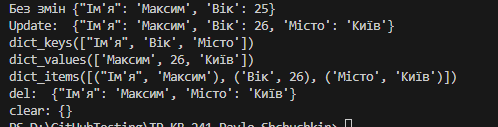 Без змін {"Ім'я": 'Максим', 'Вік': 25}
Update:  {"Ім'я": 'Максим', 'Вік': 26, 'Місто': 'Київ'}
dict_keys(["Ім'я", 'Вік', 'Місто'])
dict_values(['Максим', 26, 'Київ'])
dict_items([("Ім'я", 'Максим'), ('Вік', 26), ('Місто', 'Київ')])
del:  {"Ім'я": 'Максим', 'Місто': 'Київ'}
clear: {}
PS D:\GitHubTesting\TP-KB-241-Pavlo-Shchuchkin>